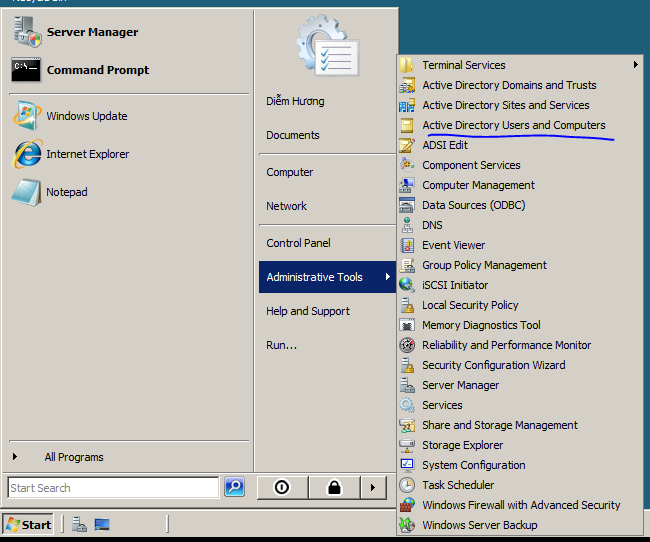 Server Manager
Command Prompt
Windows Update
Internet Explorer
Notepad
All Programs
Start Search
Start
Diễm Hương
Documents
Computer
Network
Control Panel
Administrative Tools
Help and Support
Run...
Terminal Services
Active Directory Domains and Trusts
Active Directory Sites and Services
Active Directory Users and Computers
ADSI Edit
Component Services
Computer Management
Data Sources (ODBC)
DNS
Event Viewer
Group Policy Management
iSCSI Initiator
Local Security Policy
Memory Diagnostics Tool
Reliability and Performance Monitor
Security Configuration Wizard
Server Manager
Services
Share and Storage Management
Storage Explorer
System Configuration
Task Scheduler
Windows Firewall with Advanced Security
Windows Server Backup